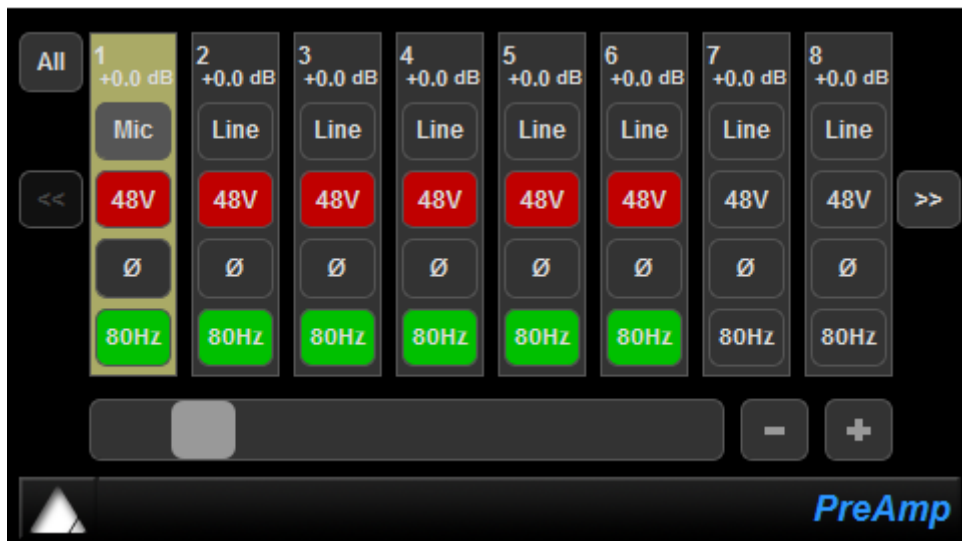 All 1 2 3 4 5 6 7 8
+0.0 dB +0.0 dB +0.0 dB +0.0 dB +0.0 dB +0.0 dB +0.0 dB +0.0 dB
Mic Line Line Line Line Line Line Line
<< 48V 48V 48V 48V 48V 48V 48V 48V >>
Ø Ø Ø Ø Ø Ø Ø Ø
80Hz 80Hz 80Hz 80Hz 80Hz 80Hz 80Hz 80Hz
- +
PreAmp